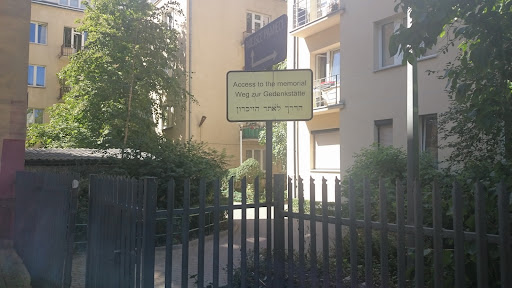 Access to the memorial
Weg zur Gedenkstätte
הדרך לאתר הזיכרון